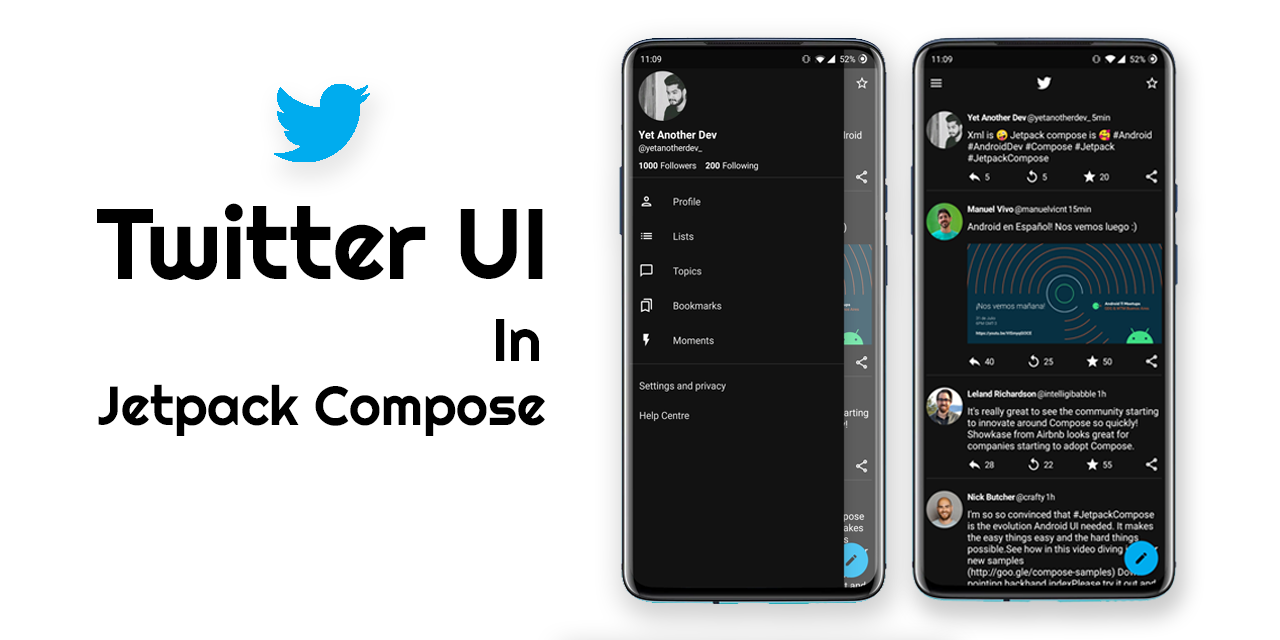 Twitter UI
In
Jetpack Compose
11:09
52%
Yet Another Dev
@yetanotherdev_
1000 Followers 200 Following
Profile
Lists
Topics
Bookmarks
Moments
Settings and privacy
Help Centre
droid
)
arting
y!
pose
akes
s
r
t and
11:09
52%
Yet Another Dev @yetanotherdev_ 5min
Xml is 🤪 Jetpack compose is 🥰 #Android
#AndroidDev #Compose #Jetpack
#JetpackCompose
5 5 20
Manuel Vivo @manuelvicnt 15min
Android en Español! Nos vemos luego :)
¡Nos vemos mañana!
40 25 50
Leland Richardson @intelligibabble 1h
It's really great to see the community starting
to innovate around Compose so quickly!
Showkase from Airbnb looks great for
companies starting to adopt Compose.
28 22 55
Nick Butcher @crafty 1h
I'm so so convinced that #JetpackCompose
is the evolution Android UI needed. It makes
the easy things easy and the hard things
possible.See how in this video diving
new samples
(http://goo.gle/compose-samples)
pointing backhand indexPlease try it out and